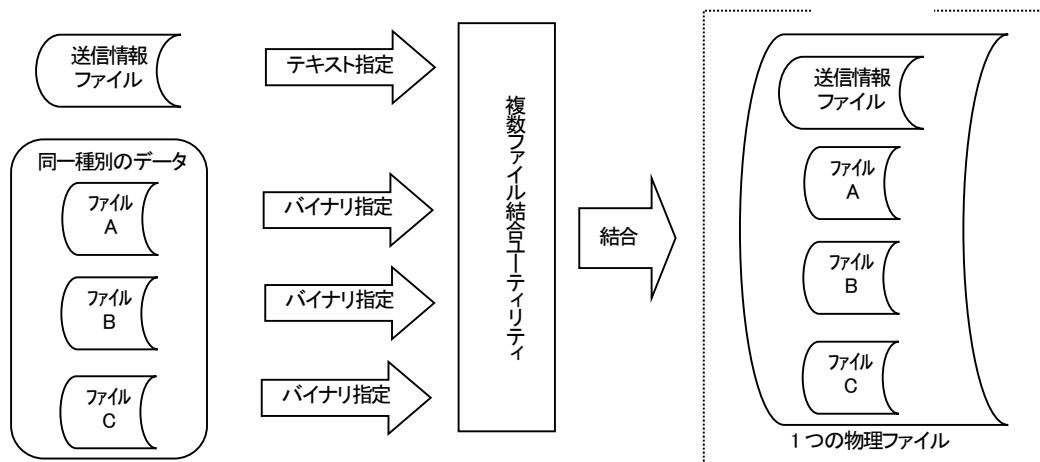 送信情報
ファイル
テキスト指定
同一種別のデータ
ファイル
A
バイナリ指定
ファイル
B
バイナリ指定
ファイル
C
バイナリ指定
複数ファイル結合ユーティリティ
結合
送信情報
ファイル
ファイル
A
ファイル
B
ファイル
C
1つの物理ファイル